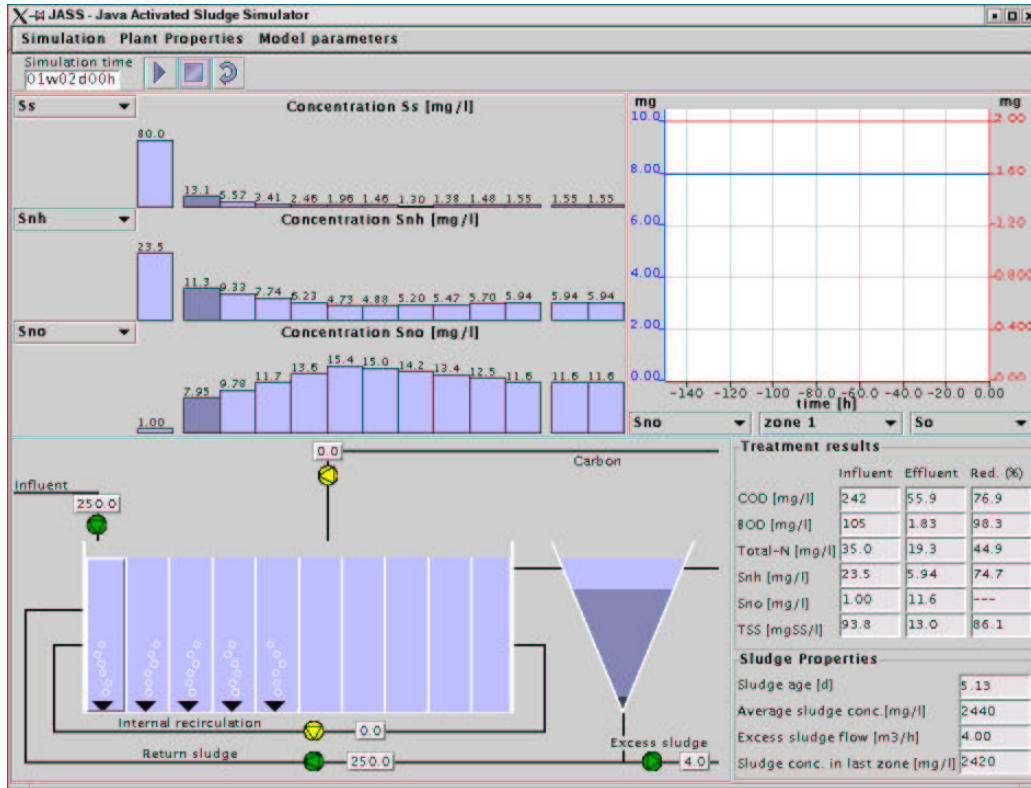 JASS - Java Activated Sludge Simulator
Simulation Plant Properties Model parameters
Simulation time
01w02d00h
Ss
Concentration Ss [mg/l]
80.0 13.1 5.57 3.41 2.46 1.96 1.46 1.30 1.38 1.48 1.55 1.55 1.55
Snh
Concentration Snh [mg/l]
23.5 11.3 9.33 7.74 6.23 4.73 4.88 5.20 5.47 5.70 5.94 5.94 5.94
Sno
Concentration Sno [mg/l]
1.00 7.95 9.78 11.7 13.6 15.4 15.0 14.2 13.4 12.5 11.6 11.6 11.6
mg mg
10.0 2.00
8.00 1.60
6.00 1.20
4.00 0.800
2.00 0.400
0.00 0.00
-140 -120 -100 -80.0 -60.0 -40.0 -20.0 0.00
time [h]
Sno zone 1 So
0.0
Carbon
Influent
250.0
Internal recirculation
0.0
Return sludge
250.0
Excess sludge
4.0
Treatment results
Influent Effluent Red. (%)
COD [mg/l] 242 55.9 76.9
BOD [mg/l] 105 1.83 98.3
Total-N [mg/l] 35.0 19.3 44.9
Snh [mg/l] 23.5 5.94 74.7
Sno [mg/l] 1.00 11.6 ---
TSS [mgSS/l] 93.8 13.0 86.1
Sludge Properties
Sludge age [d] 5.13
Average sludge conc.[mg/l] 2440
Excess sludge flow [m3/h] 4.00
Sludge conc. in last zone [mg/l] 2420